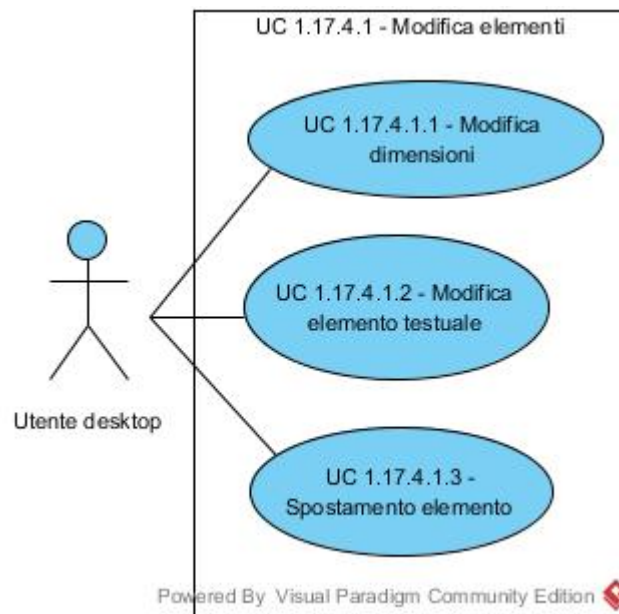 UC 1.17.4.1 - Modifica elementi
UC 1.17.4.1.1 - Modifica
dimensioni
UC 1.17.4.1.2 - Modifica
elemento testuale
Utente desktop
UC 1.17.4.1.3 -
Spostamento elemento
Powered By Visual Paradigm Community Edition